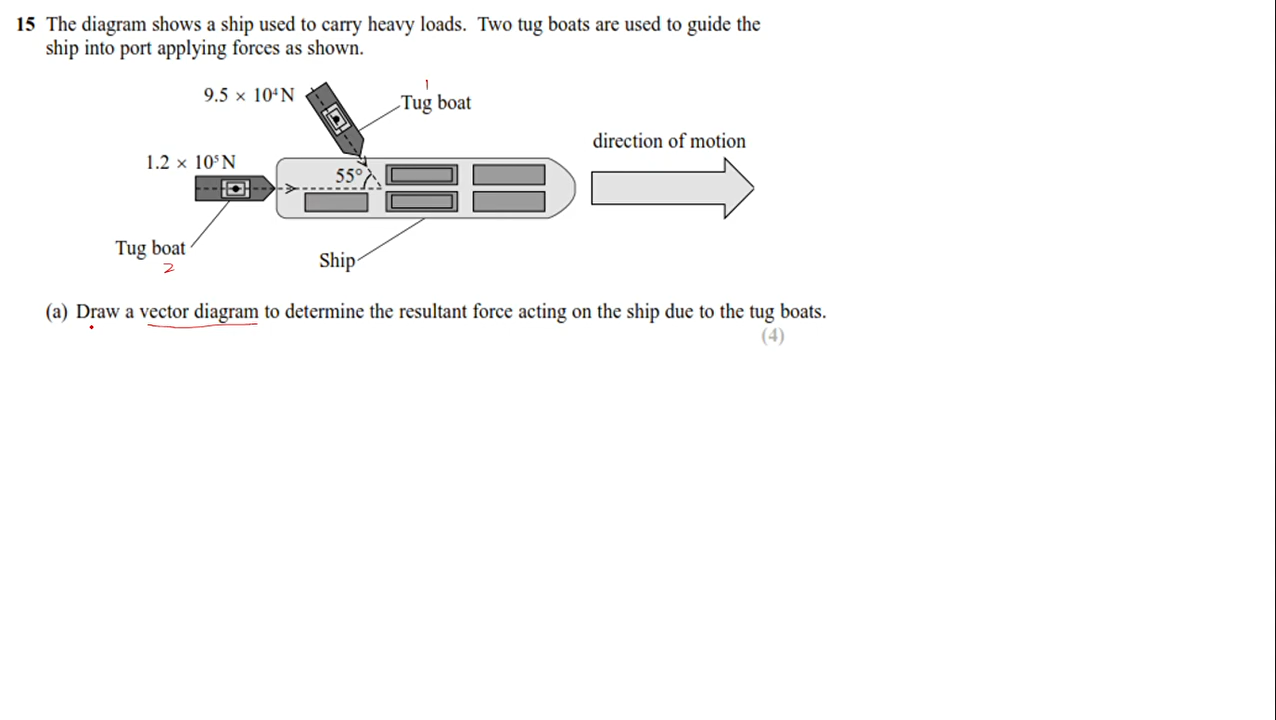 15 The diagram shows a ship used to carry heavy loads. Two tug boats are used to guide the
ship into port applying forces as shown.
1
9.5 × 10⁴ N
Tug boat
direction of motion
1.2 × 10⁵ N
55°
Tug boat
2
Ship
(a) Draw a vector diagram to determine the resultant force acting on the ship due to the tug boats.
(4)